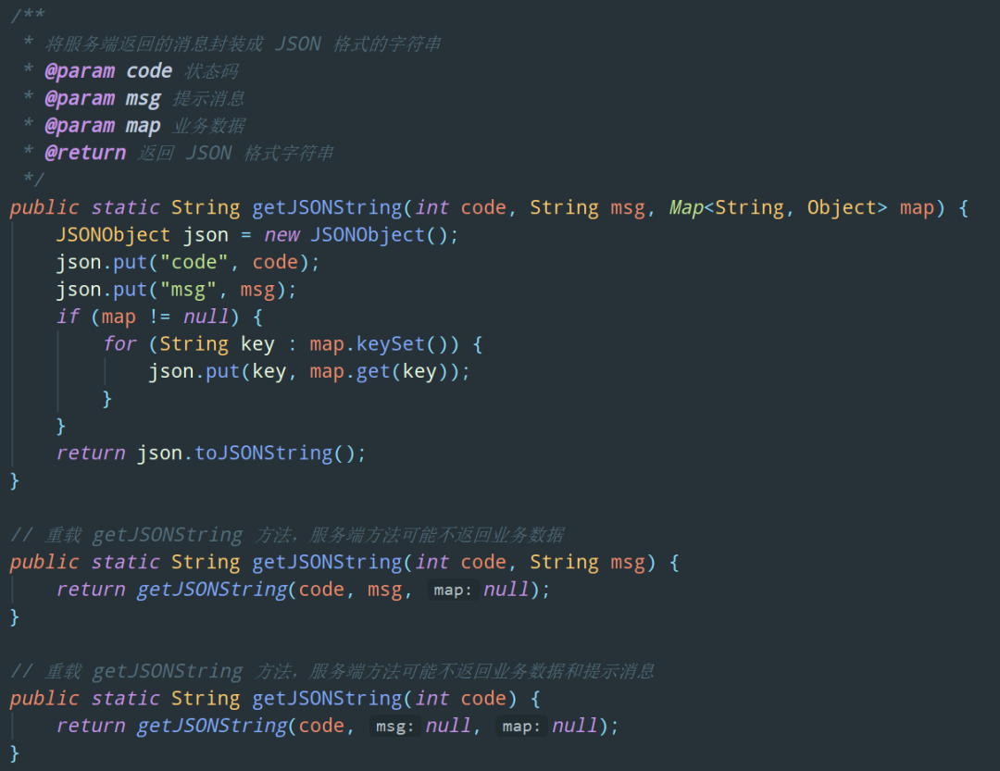 /**
 * 将服务端返回的消息封装成 JSON 格式的字符串
 * @param code 状态码
 * @param msg 提示消息
 * @param map 业务数据
 * @return 返回 JSON 格式字符串
 */
public static String getJSONString(int code, String msg, Map<String, Object> map) {
    JSONObject json = new JSONObject();
    json.put("code", code);
    json.put("msg", msg);
    if (map != null) {
        for (String key : map.keySet()) {
            json.put(key, map.get(key));
        }
    }
    return json.toJSONString();
}

// 重载 getJSONString 方法，服务端方法可能不返回业务数据
public static String getJSONString(int code, String msg) {
    return getJSONString(code, msg, map: null);
}

// 重载 getJSONString 方法，服务端方法可能不返回业务数据和提示消息
public static String getJSONString(int code) {
    return getJSONString(code, msg: null, map: null);
}